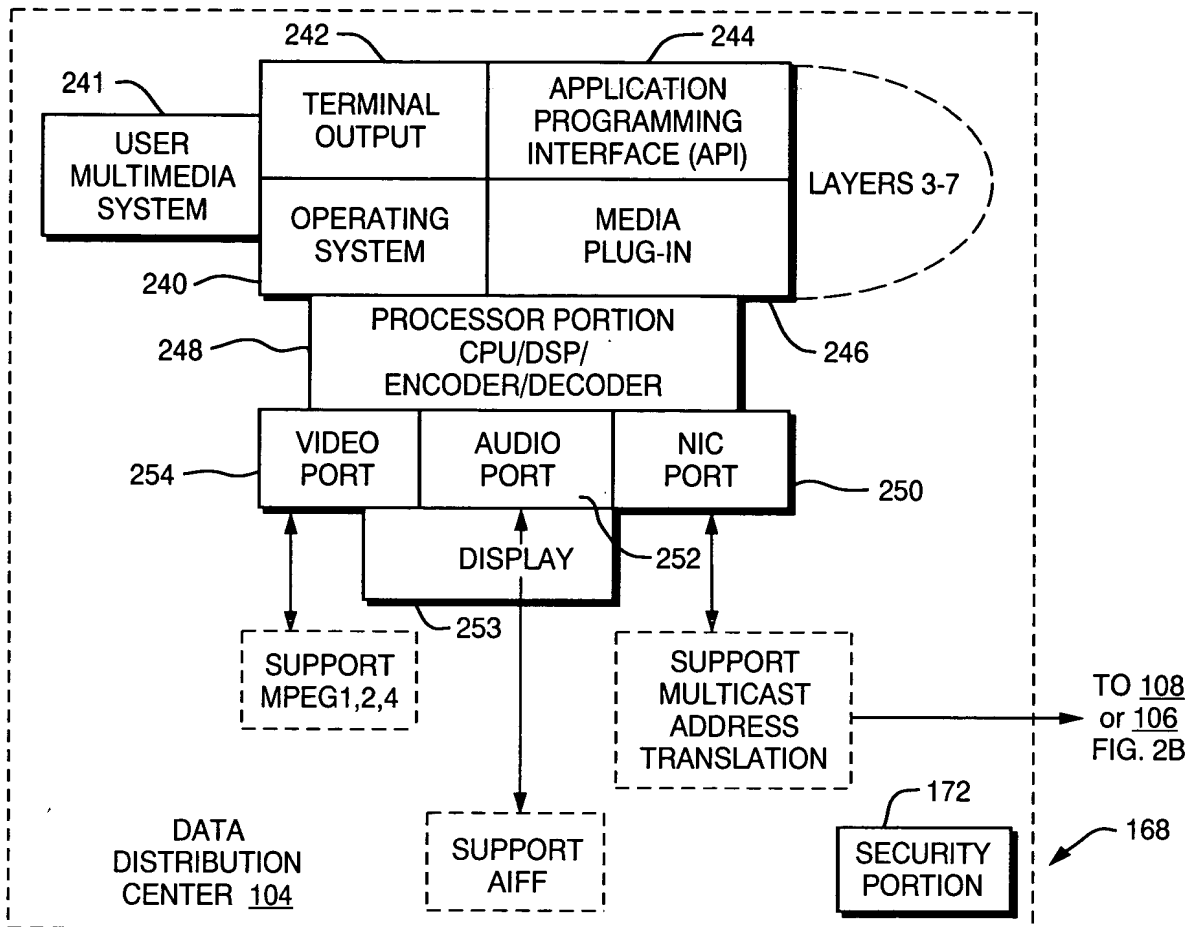 242
244
241
TERMINAL
OUTPUT
APPLICATION
PROGRAMMING
INTERFACE (API)
USER
MULTIMEDIA
SYSTEM
LAYERS 3-7
OPERATING
SYSTEM
MEDIA
PLUG-IN
240
246
248
PROCESSOR PORTION
CPU/DSP/
ENCODER/DECODER
254
VIDEO
PORT
AUDIO
PORT
NIC
PORT
250
252
DISPLAY
253
SUPPORT
MPEG1,2,4
SUPPORT
MULTICAST
ADDRESS
TRANSLATION
TO 108
or 106
FIG. 2B
172
168
DATA
DISTRIBUTION
CENTER 104
SUPPORT
AIFF
SECURITY
PORTION